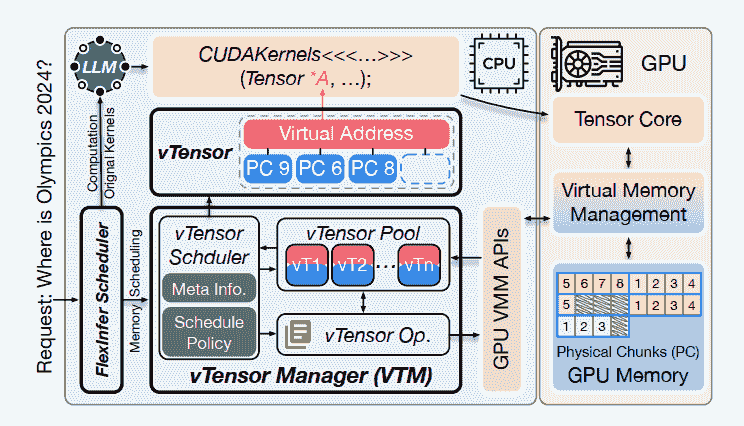 Request: Where is Olympics 2024?
LLM
CUDAKernels<<<...>>>
(Tensor *A, ...);
CPU
GPU
Tensor Core
Computation
Orignal Kernels
vTensor
Virtual Address
PC 9
PC 6
PC 8
Virtual Memory
Management
FlexInfer Scheduler
Memory Scheduling
vTensor
Schduler
Meta Info.
Schedule
Policy
vTensor Pool
vT1
vT2
...
vTn
vTensor Op.
vTensor Manager (VTM)
GPU VMM APIs
5 6 7 8 1 2 3 4
5 1 2 3 4
1 2 3
Physical Chunks (PC)
GPU Memory